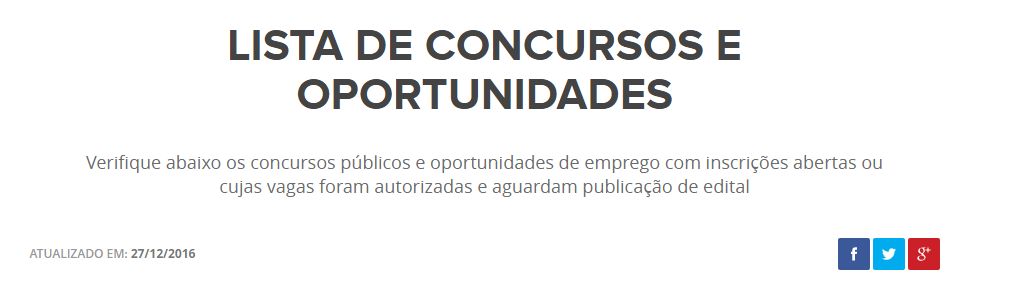 LISTA DE CONCURSOS E
OPORTUNIDADES
Verifique abaixo os concursos públicos e oportunidades de emprego com inscrições abertas ou
cujas vagas foram autorizadas e aguardam publicação de edital
ATUALIZADO EM: 27/12/2016